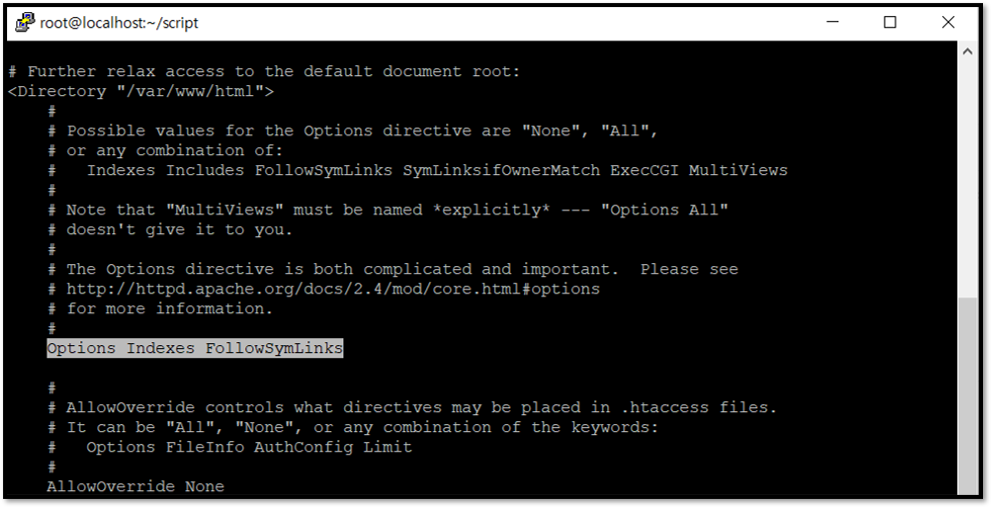 root@localhost:~/script
# Further relax access to the default document root:
<Directory "/var/www/html">
    #
    # Possible values for the Options directive are "None", "All",
    # or any combination of:
    #   Indexes Includes FollowSymLinks SymLinksifOwnerMatch ExecCGI MultiViews
    #
    # Note that "MultiViews" must be named *explicitly* --- "Options All"
    # doesn't give it to you.
    #
    # The Options directive is both complicated and important.  Please see
    # http://httpd.apache.org/docs/2.4/mod/core.html#options
    # for more information.
    #
    Options Indexes FollowSymLinks
    #
    # AllowOverride controls what directives may be placed in .htaccess files.
    # It can be "All", "None", or any combination of the keywords:
    #   Options FileInfo AuthConfig Limit
    #
    AllowOverride None